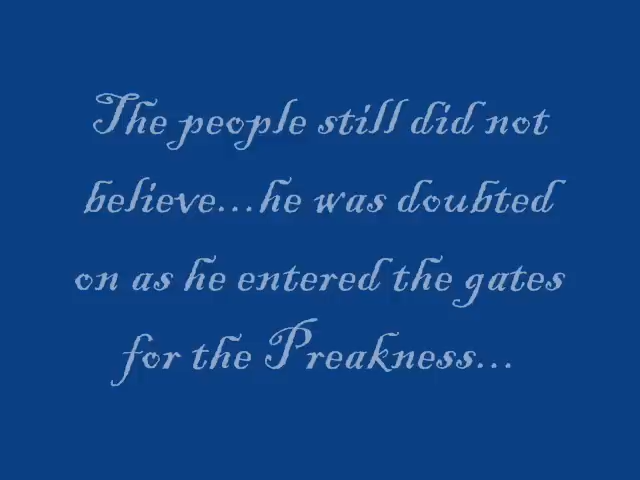 The people still did not
believe...he was doubted
on as he entered the gates
for the Preakness...